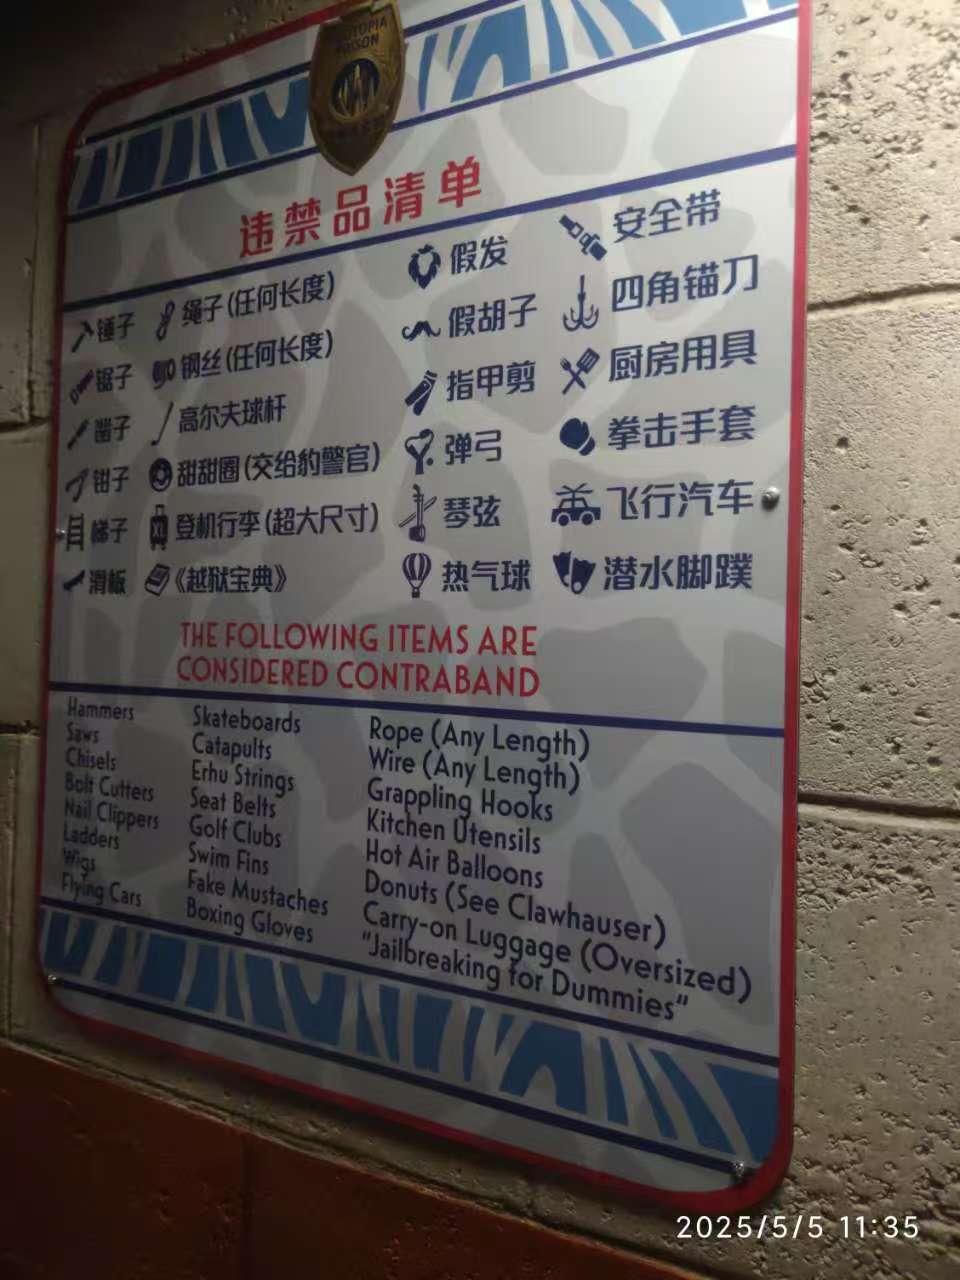 PRISON
违禁品清单
锤子
锯子
凿子
钳子
梯子
滑板
绳子(任何长度)
钢丝(任何长度)
高尔夫球杆
甜甜圈(交给豹警官)
登机行李(超大尺寸)
XL
《越狱宝典》
假发
假胡子
指甲剪
弹弓
琴弦
热气球
安全带
四角锚刀
厨房用具
拳击手套
飞行汽车
潜水脚蹼
THE FOLLOWING ITEMS ARE
CONSIDERED CONTRABAND
Hammers
Saws
Chisels
Bolt Cutters
Nail Clippers
Ladders
Wigs
Flying Cars
Skateboards
Catapults
Erhu Strings
Seat Belts
Golf Clubs
Swim Fins
Fake Mustaches
Boxing Gloves
Rope (Any Length)
Wire (Any Length)
Grappling Hooks
Kitchen Utensils
Hot Air Balloons
Donuts (See Clawhauser)
Carry-on Luggage (Oversized)
"Jailbreaking for Dummies"
2025/5/5 11:35